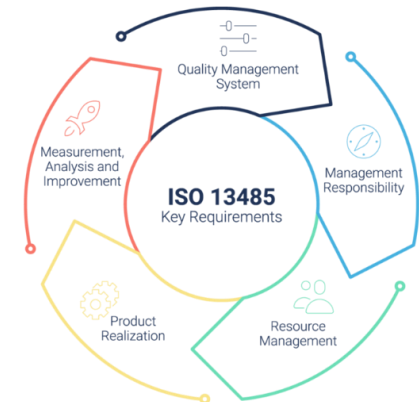 Quality Management
System
Management
Responsibility
Resource
Management
Product
Realization
Measurement,
Analysis and
Improvement
ISO 13485
Key Requirements